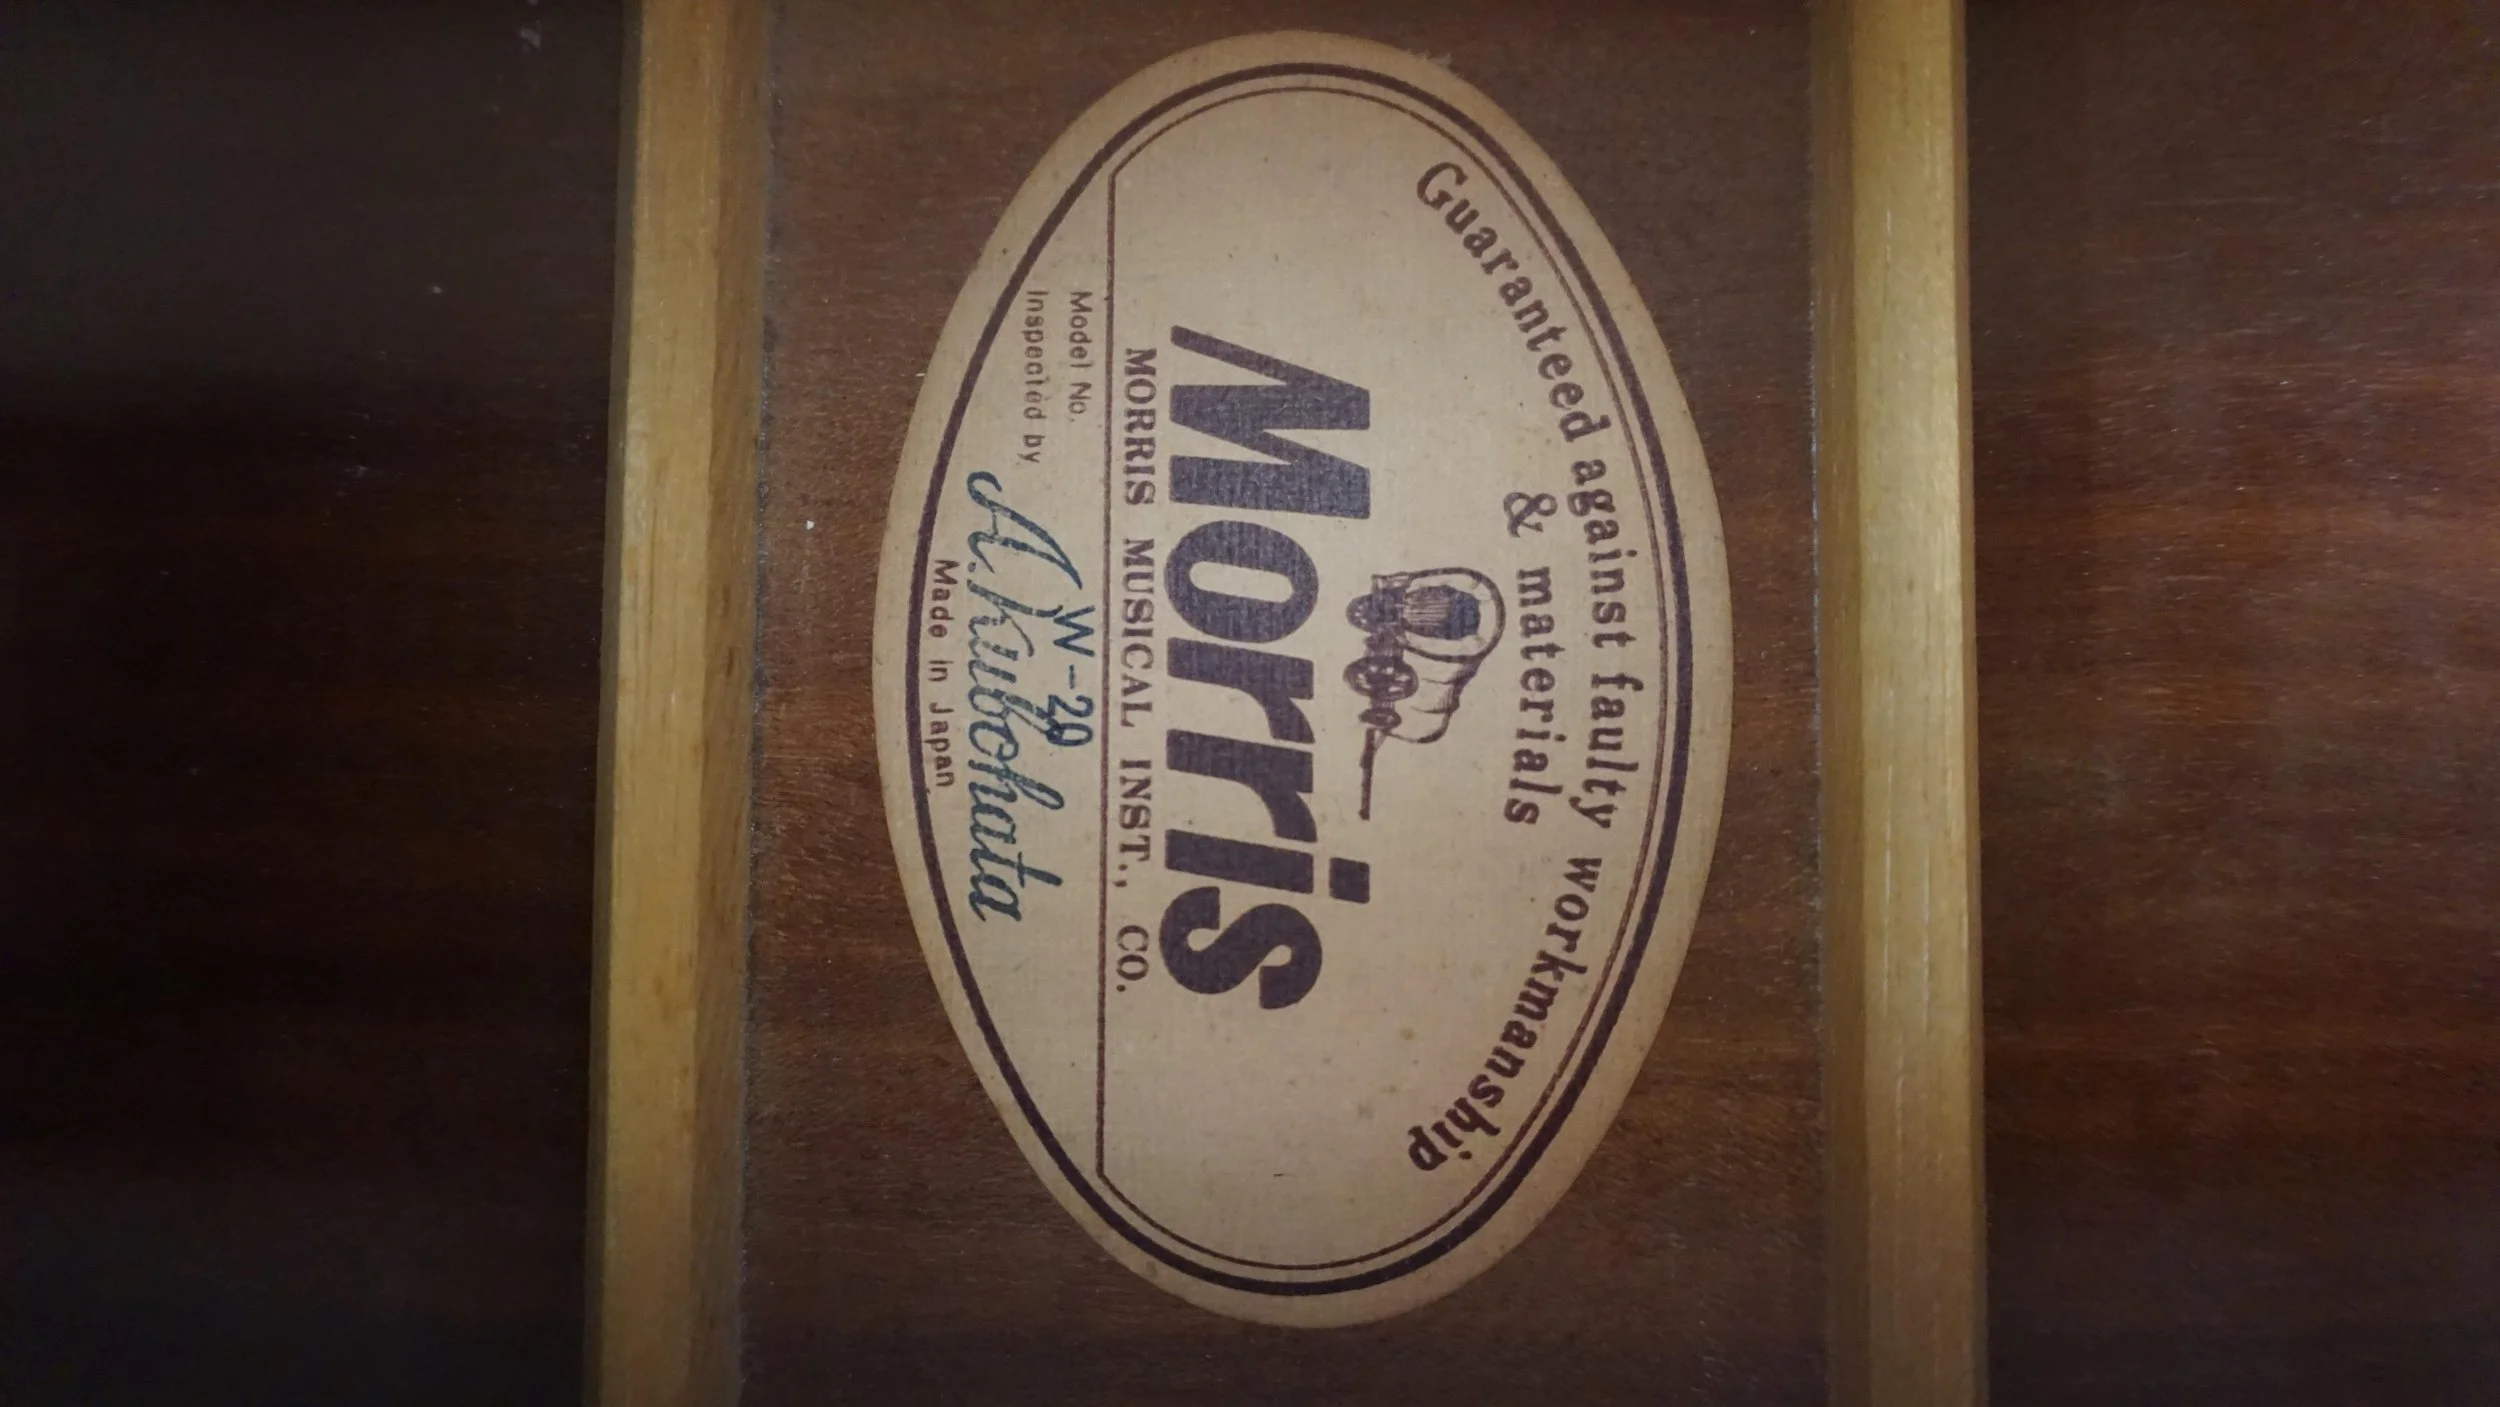 Guaranteed against faulty workmanship
& materials
Morris
MORRIS MUSICAL INST., CO.
Model No. W-20
Inspected by A. Kubohata
Made in Japan